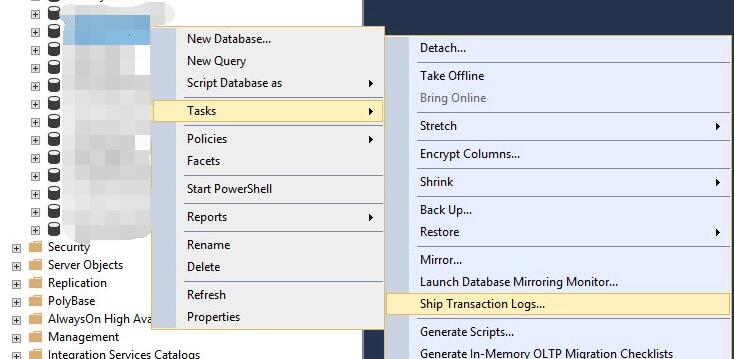 New Database...
New Query
Script Database as
Tasks
Policies
Facets
Start PowerShell
Reports
Rename
Delete
Refresh
Properties
Detach...
Take Offline
Bring Online
Stretch
Encrypt Columns...
Shrink
Back Up...
Restore
Mirror...
Launch Database Mirroring Monitor...
Ship Transaction Logs...
Generate Scripts...
Generate In-Memory OLTP Migration Checklists
Security
Server Objects
Replication
PolyBase
AlwaysOn High Ava
Management
Integration Services Catalogs